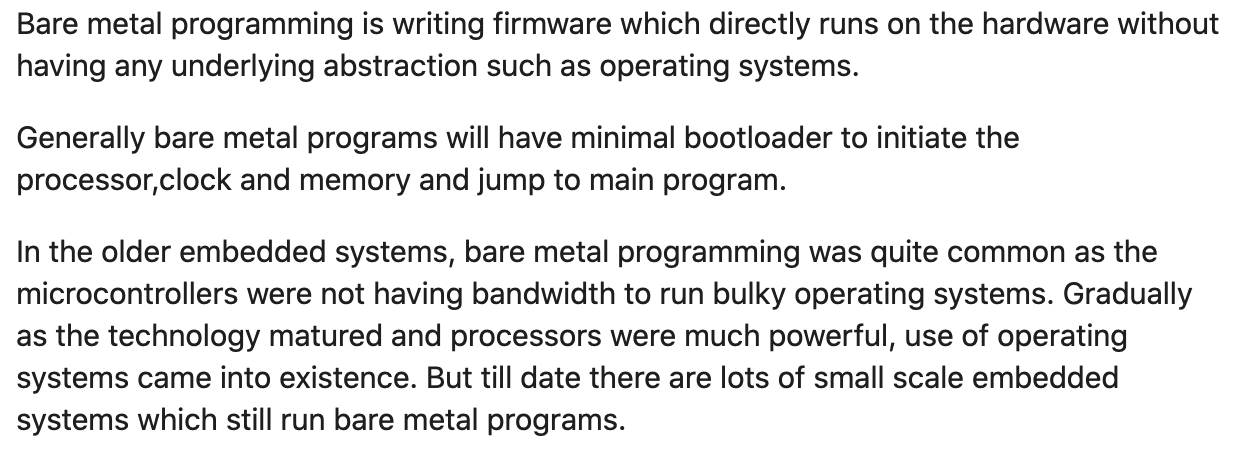 Bare metal programming is writing firmware which directly runs on the hardware without
having any underlying abstraction such as operating systems.
Generally bare metal programs will have minimal bootloader to initiate the
processor,clock and memory and jump to main program.
In the older embedded systems, bare metal programming was quite common as the
microcontrollers were not having bandwidth to run bulky operating systems. Gradually
as the technology matured and processors were much powerful, use of operating
systems came into existence. But till date there are lots of small scale embedded
systems which still run bare metal programs.